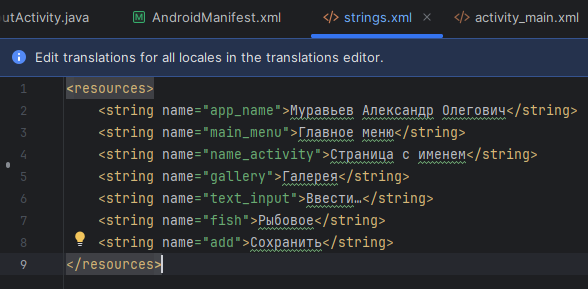 utActivity.java AndroidManifest.xml strings.xml activity_main.xml
Edit translations for all locales in the translations editor.
1 <resources>
2 <string name="app_name">Муравьев Александр Олегович</string>
3 <string name="main_menu">Главное меню</string>
4 <string name="name_activity">Страница с именем</string>
5 <string name="gallery">Галерея</string>
6 <string name="text_input">Ввести…</string>
7 <string name="fish">Рыбовое</string>
8 <string name="add">Сохранить</string>
9 </resources>